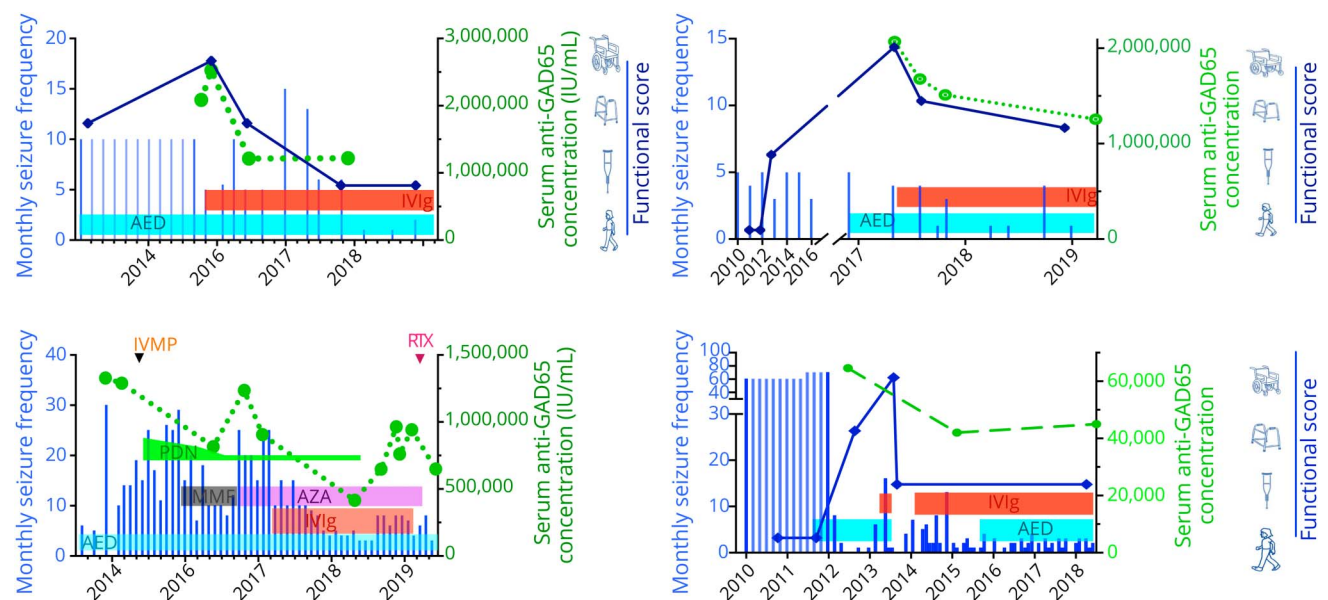 Monthly seizure frequency
20
15
10
5
0
AED
IVIg
2014
2016
2017
2018
3,000,000
2,000,000
1,000,000
0
Serum anti-GAD65
concentration (IU/mL)
Functional score
Monthly seizure frequency
15
10
5
0
AED
IVIg
2010
2012
2014
2016
2017
2018
2019
2,000,000
1,000,000
0
Serum anti-GAD65
concentration
Functional score
Monthly seizure frequency
40
30
20
10
0
IVMP
RTX
PDN
MMF
AZA
IVIg
AED
2014
2016
2017
2018
2019
1,500,000
1,000,000
500,000
0
Serum anti-GAD65
oncentration (IU/mL)
Monthly seizure frequency
100
80
60
40
30
20
10
0
IVIg
AED
2010
2011
2012
2013
2014
2015
2016
2017
2018
60,000
40,000
20,000
0
Serum anti-GAD65
concentration
Functional score